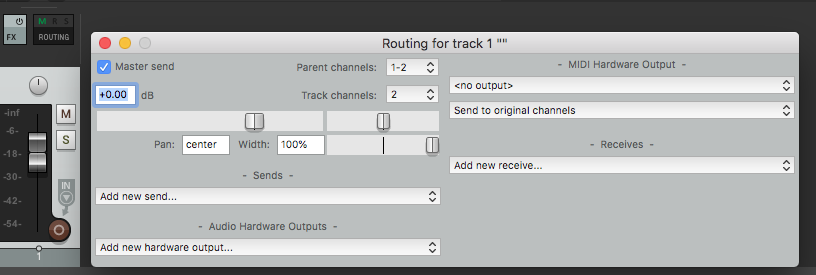 FX
M R S
ROUTING
Routing for track 1 ""
Master send
Parent channels: 1-2
+0.00 dB
Track channels: 2
Pan: center Width: 100%
- Sends -
Add new send...
- Audio Hardware Outputs -
Add new hardware output...
- MIDI Hardware Output -
<no output>
Send to original channels
- Receives -
Add new receive...
-inf
-6-
-18-
-30-
-42-
-54-
M
S
IN
1